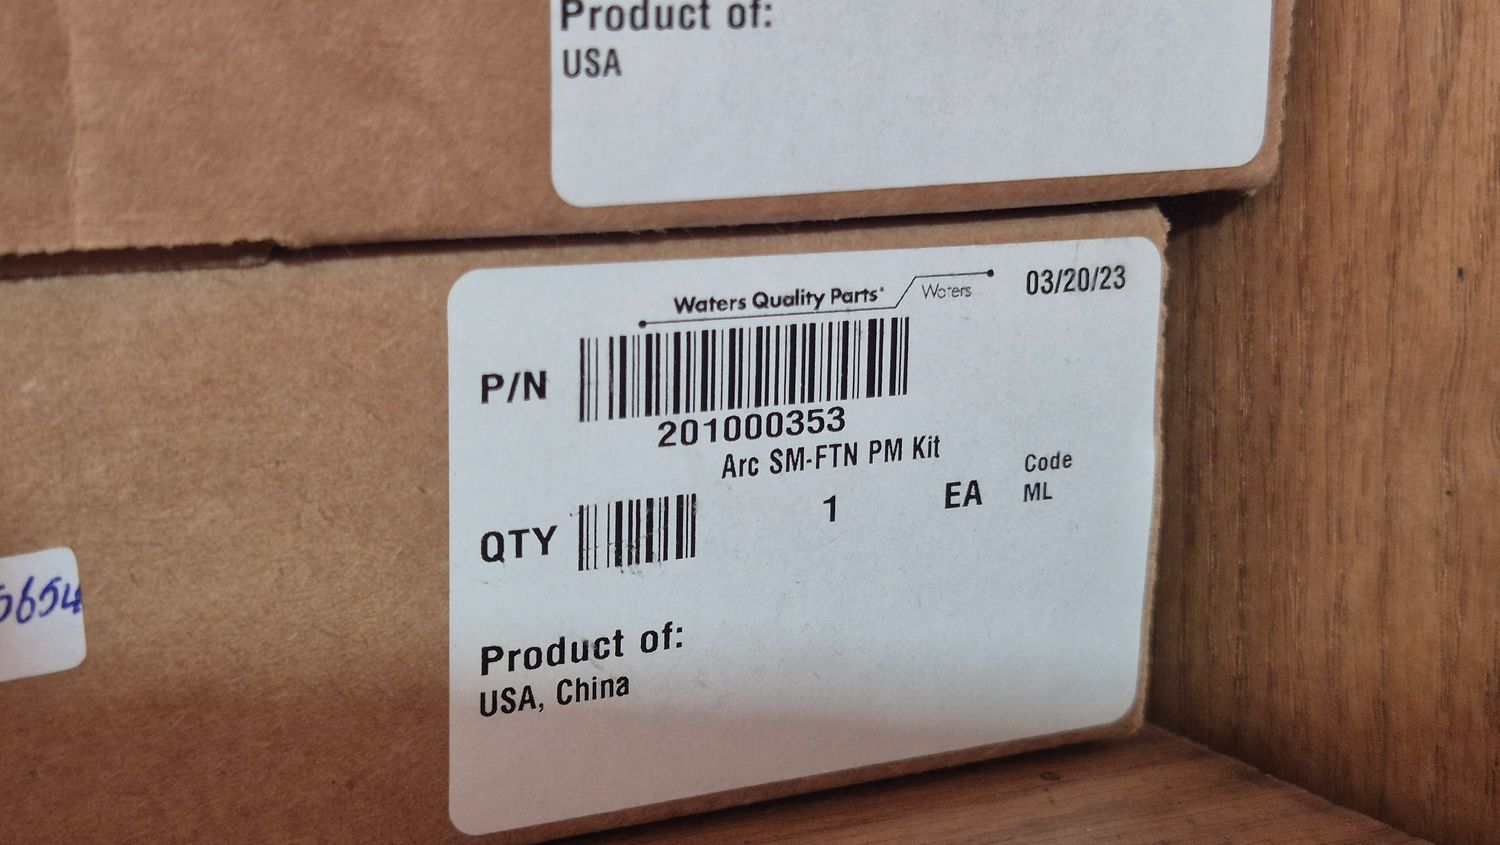 Product of:
USA
Waters Quality Parts®
Waters
03/20/23
P/N
201000353
Arc SM-FTN PM Kit
Code
QTY
1
EA
ML
5654
Product of:
USA, China